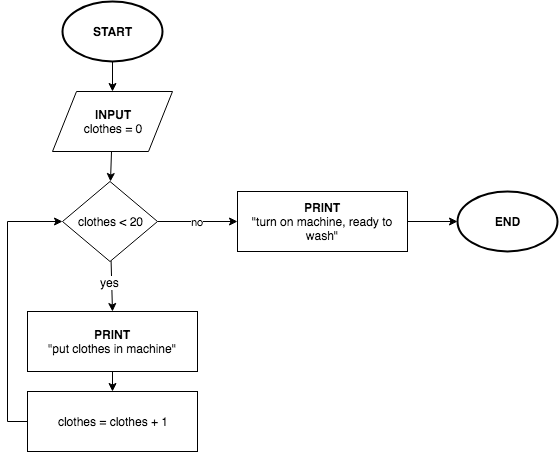 START
INPUT
clothes = 0
clothes < 20
no
PRINT
"turn on machine, ready to
wash"
END
yes
PRINT
"put clothes in machine"
clothes = clothes + 1